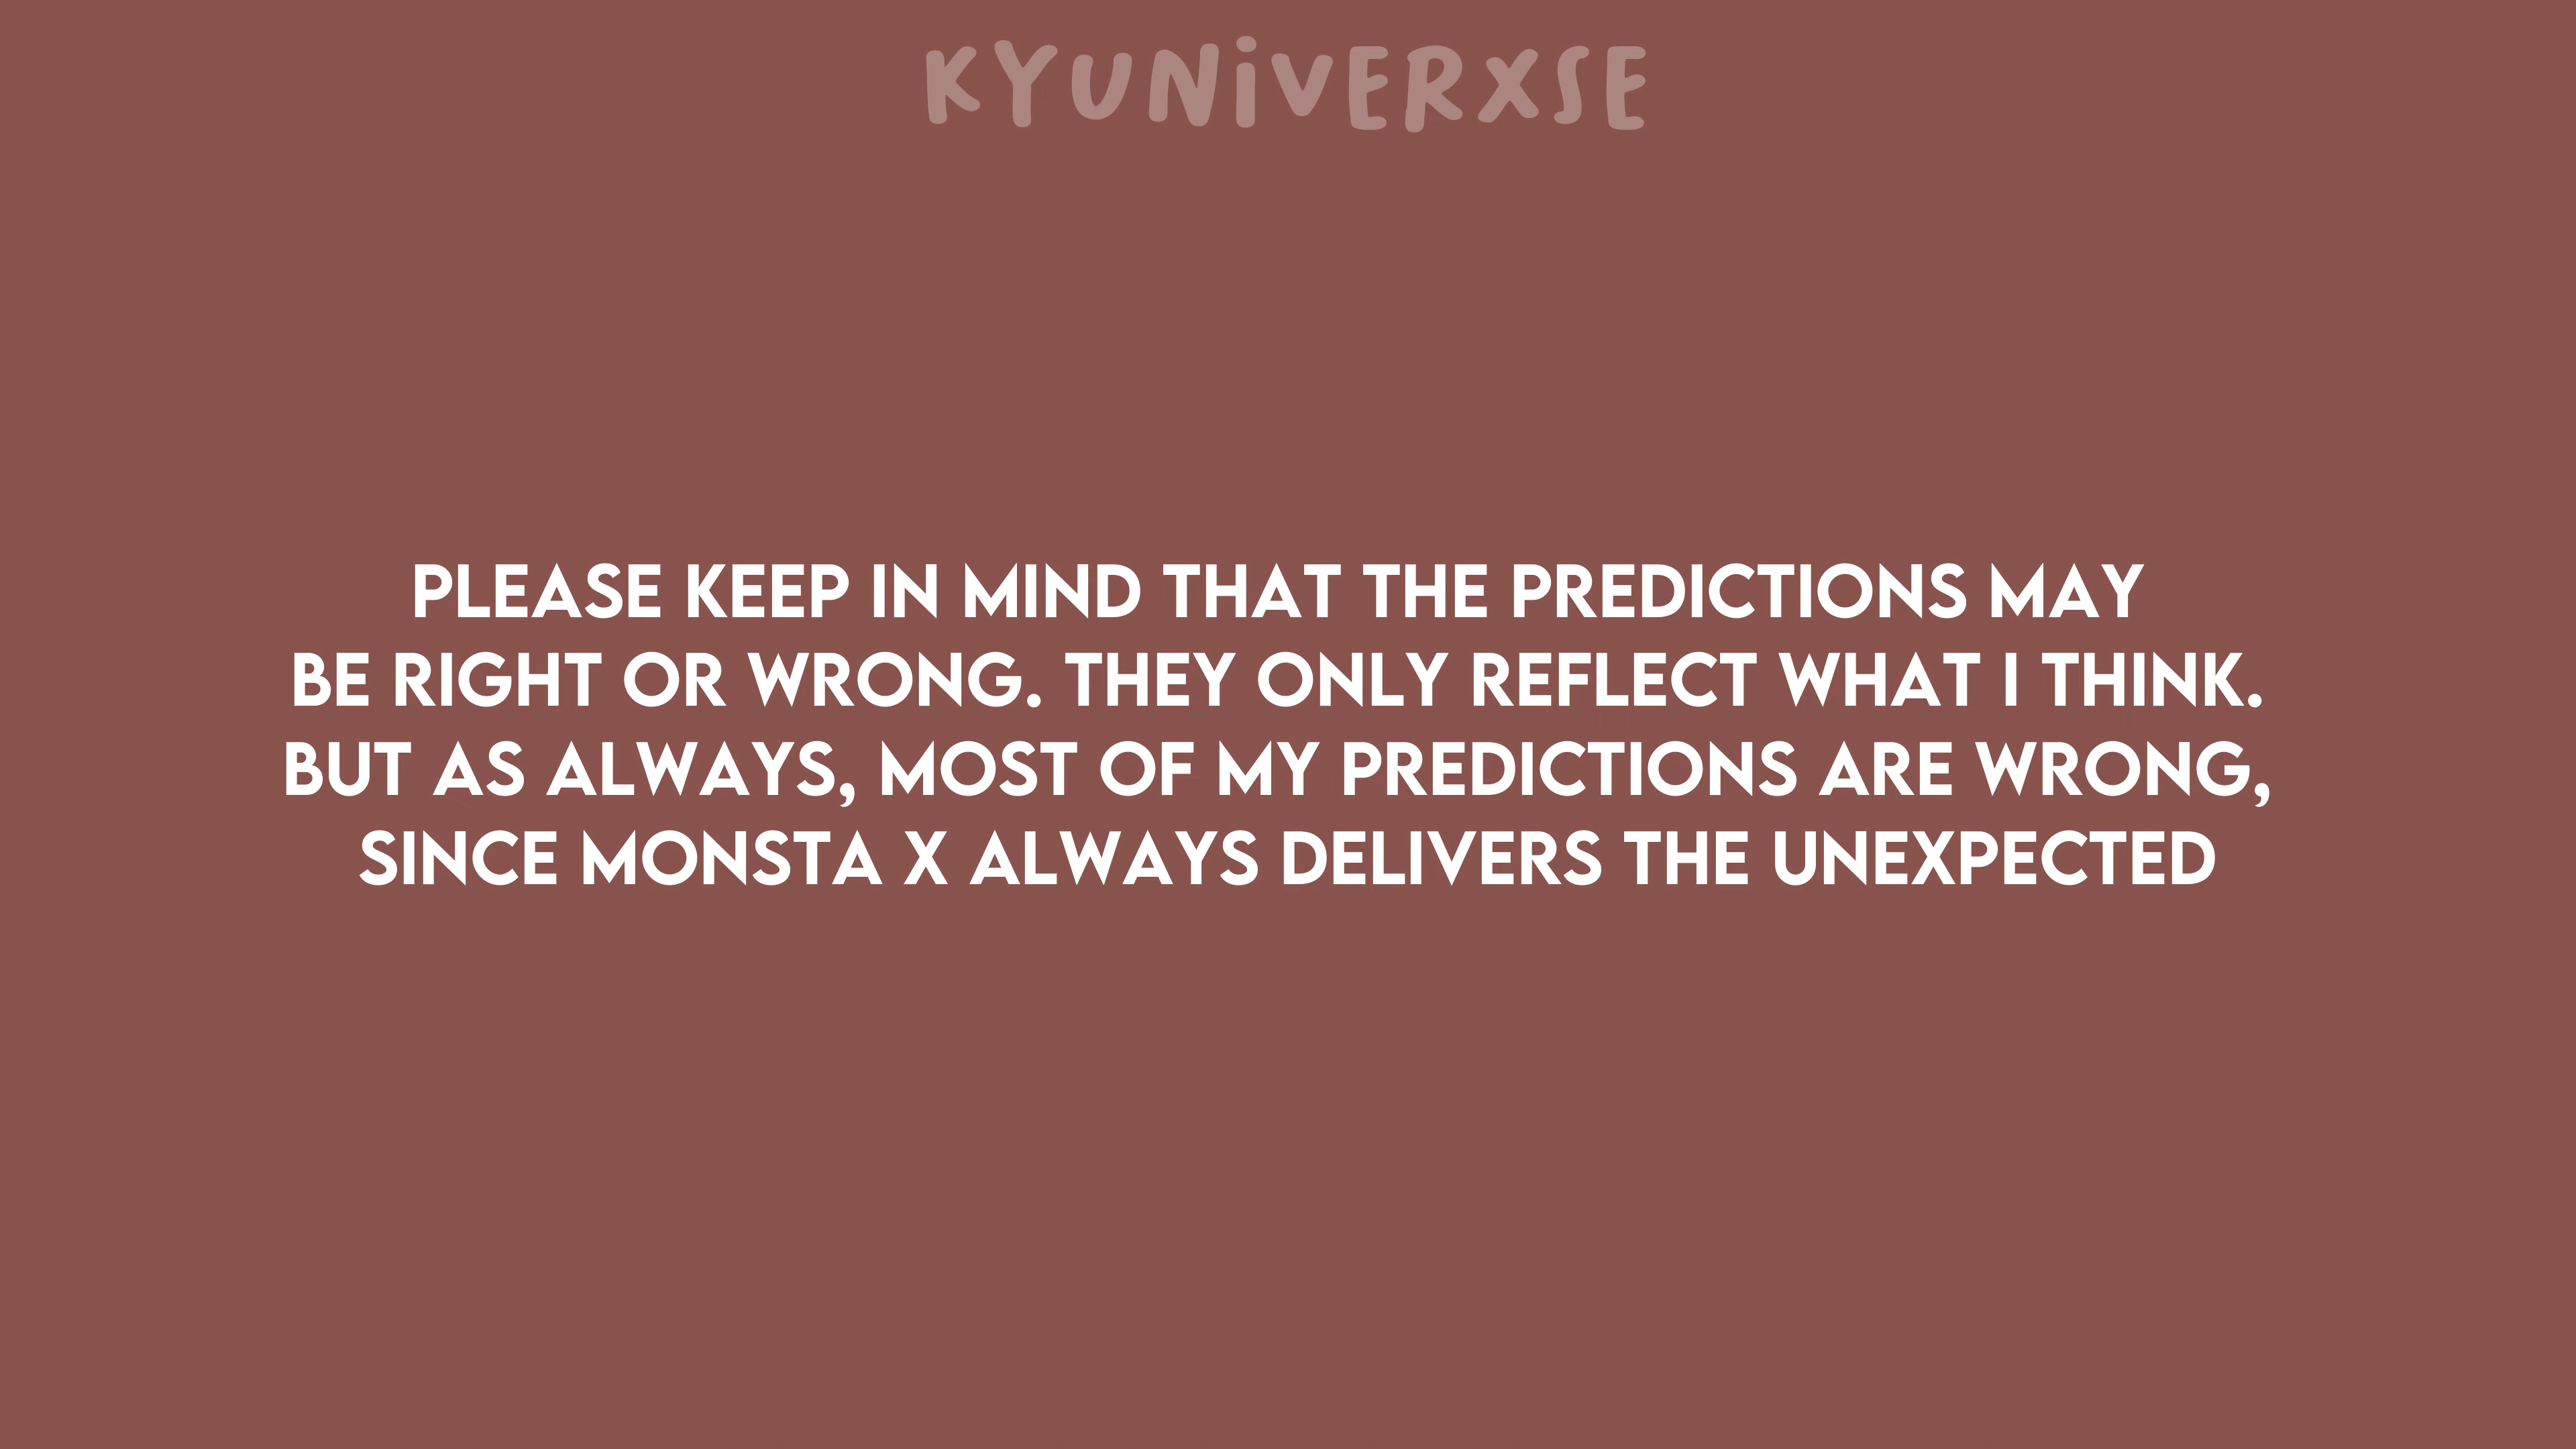 KYUNiVERXSE
PLEASE KEEP IN MIND THAT THE PREDICTIONS MAY
BE RIGHT OR WRONG. THEY ONLY REFLECT WHAT I THINK.
BUT AS ALWAYS, MOST OF MY PREDICTIONS ARE WRONG,
SINCE MONSTA X ALWAYS DELIVERS THE UNEXPECTED